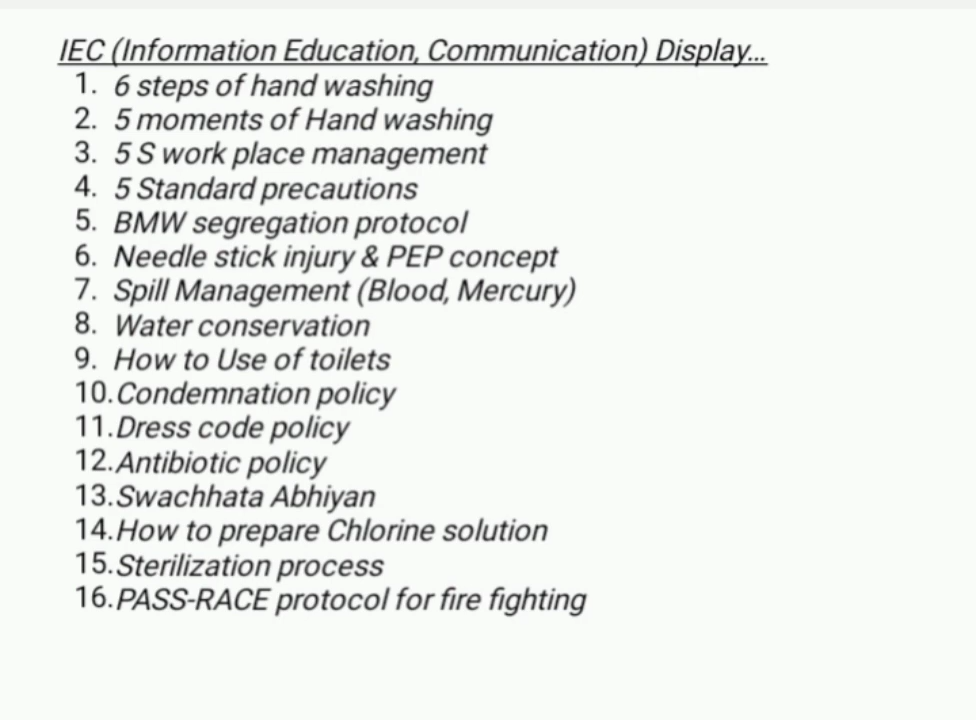 IEC (Information Education, Communication) Display...
1. 6 steps of hand washing
2. 5 moments of Hand washing
3. 5 S work place management
4. 5 Standard precautions
5. BMW segregation protocol
6. Needle stick injury & PEP concept
7. Spill Management (Blood, Mercury)
8. Water conservation
9. How to Use of toilets
10. Condemnation policy
11. Dress code policy
12. Antibiotic policy
13. Swachhata Abhiyan
14. How to prepare Chlorine solution
15. Sterilization process
16. PASS-RACE protocol for fire fighting